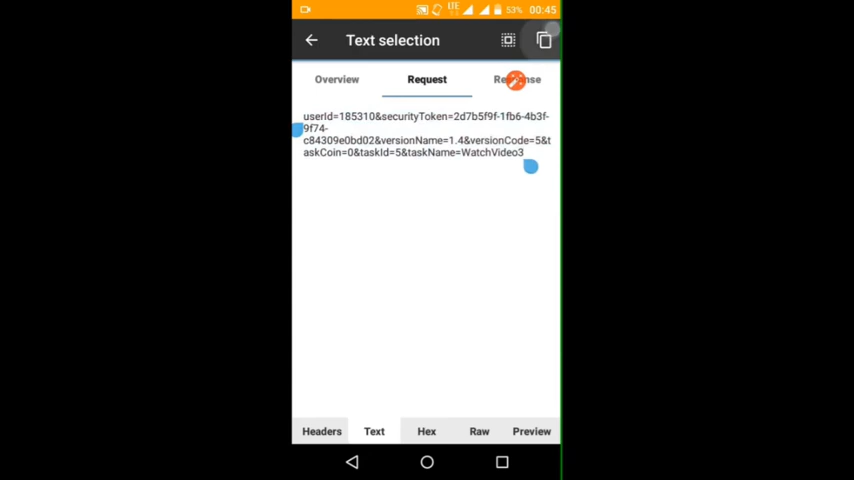 LTE 53% 00:45
Text selection
Overview Request
userId=185310&securityToken=2d7b5f9f-1fb6-4b3f-
9f74-
c84309e0bd02&versionName=1.4&versionCode=5&t
askCoin=0&taskId=5&taskName=WatchVideo3
Headers Text Hex Raw Preview